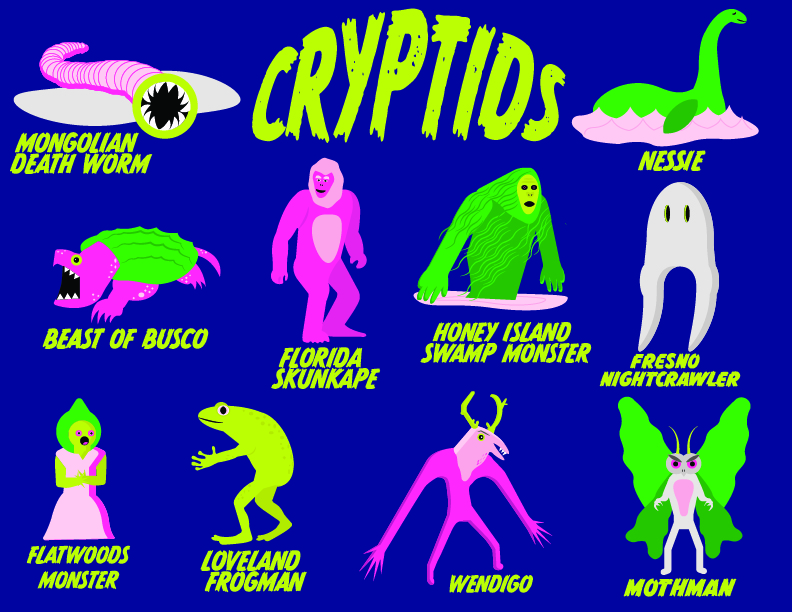 CRYPTIDS
MONGOLIAN
DEATH WORM
NESSIE
BEAST OF BUSCO
FLORIDA
SKUNKAPE
HONEY ISLAND
SWAMP MONSTER
FRESNO
NIGHTCRAWLER
FLATWOODS
MONSTER
LOVELAND
FROGMAN
WENDIGO
MOTHMAN